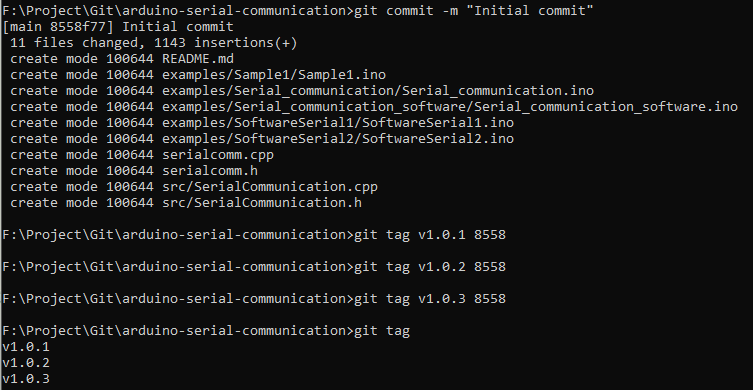 F:\Project\Git\arduino-serial-communication>git commit -m "Initial commit"
[main 8558f77] Initial commit
 11 files changed, 1143 insertions(+)
 create mode 100644 README.md
 create mode 100644 examples/Sample1/Sample1.ino
 create mode 100644 examples/Serial_communication/Serial_communication.ino
 create mode 100644 examples/Serial_communication_software/Serial_communication_software.ino
 create mode 100644 examples/SoftwareSerial1/SoftwareSerial1.ino
 create mode 100644 examples/SoftwareSerial2/SoftwareSerial2.ino
 create mode 100644 serialcomm.cpp
 create mode 100644 serialcomm.h
 create mode 100644 src/SerialCommunication.cpp
 create mode 100644 src/SerialCommunication.h
F:\Project\Git\arduino-serial-communication>git tag v1.0.1 8558
F:\Project\Git\arduino-serial-communication>git tag v1.0.2 8558
F:\Project\Git\arduino-serial-communication>git tag v1.0.3 8558
F:\Project\Git\arduino-serial-communication>git tag
v1.0.1
v1.0.2
v1.0.3